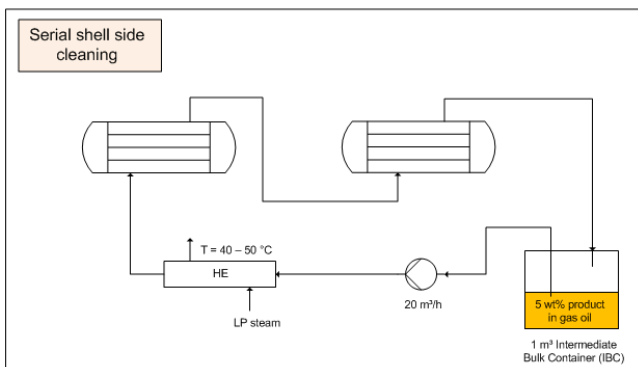 Serial shell side
cleaning
T = 40 – 50 °C
HE
LP steam
20 m³/h
5 wt% product
in gas oil
1 m³ Intermediate
Bulk Container (IBC)